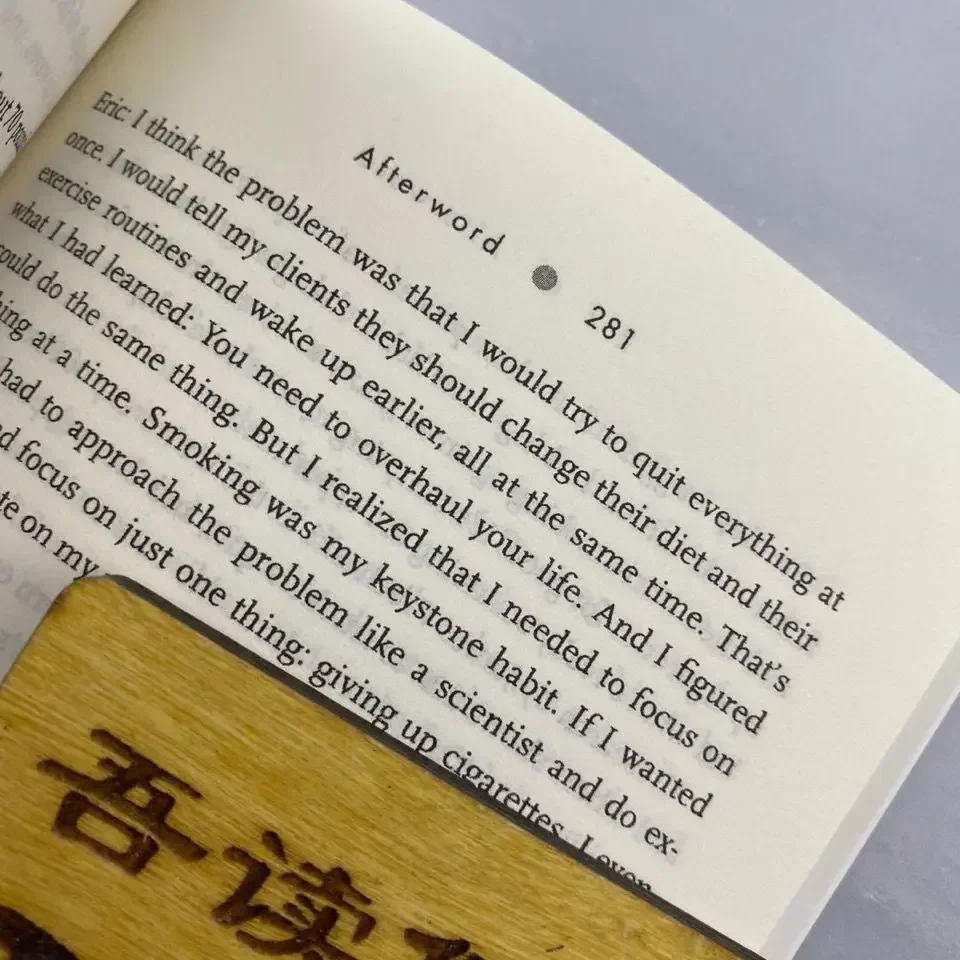 Afterword ● 281
Eric: I think the problem was that I would try to quit everything at
once. I would tell my clients they should change their diet and their
exercise routines and wake up earlier, all at the same time. That's
what I had learned: You need to overhaul your life. And I figured
ould do the same thing. But I realized that I needed to focus on
hing at a time. Smoking was my keystone habit. If I wanted
had to approach the problem like a scientist and do ex-
d focus on just one thing: giving up cigarettes.
te on my
吾读